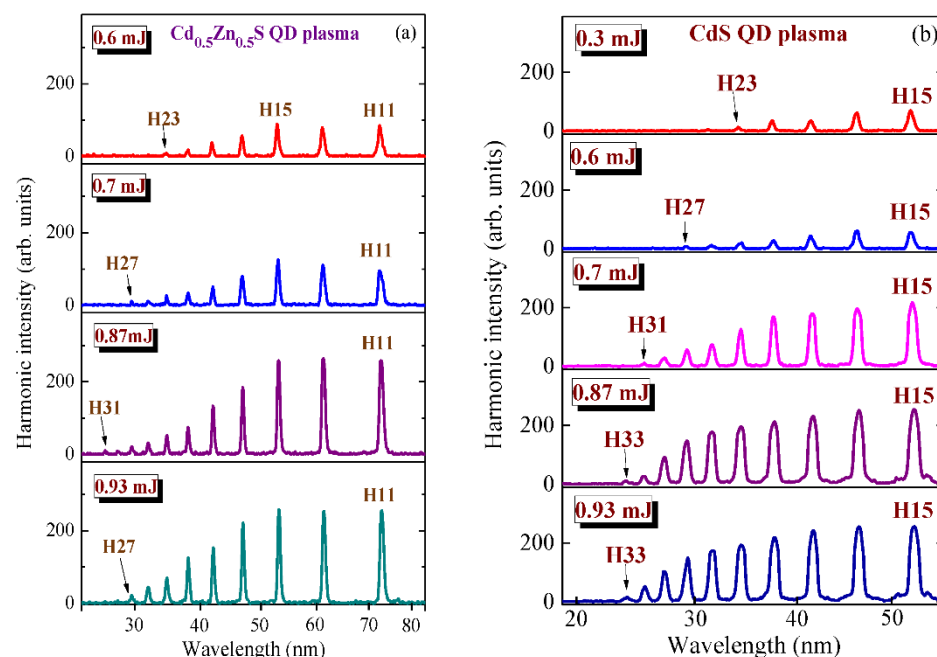 0.6 mJ
Cd0.5Zn0.5S QD plasma
(a)
200
H23
H15
H11
0
0.7 mJ
200
H27
H11
0
0.87mJ
200
H31
H11
0
0.93 mJ
200
H27
H11
0
30 40 50 60 70 80
Wavelength (nm)
Harmonic intensity (arb. units)
0.3 mJ
CdS QD plasma
(b)
200
H23
H15
0
0.6 mJ
200
H27
H15
0
0.7 mJ
200
H31
H15
0
0.87 mJ
200
H33
H15
0
0.93 mJ
200
H33
H15
0
20 30 40 50
Wavelength (nm)
Harmonic intensity (arb. units)